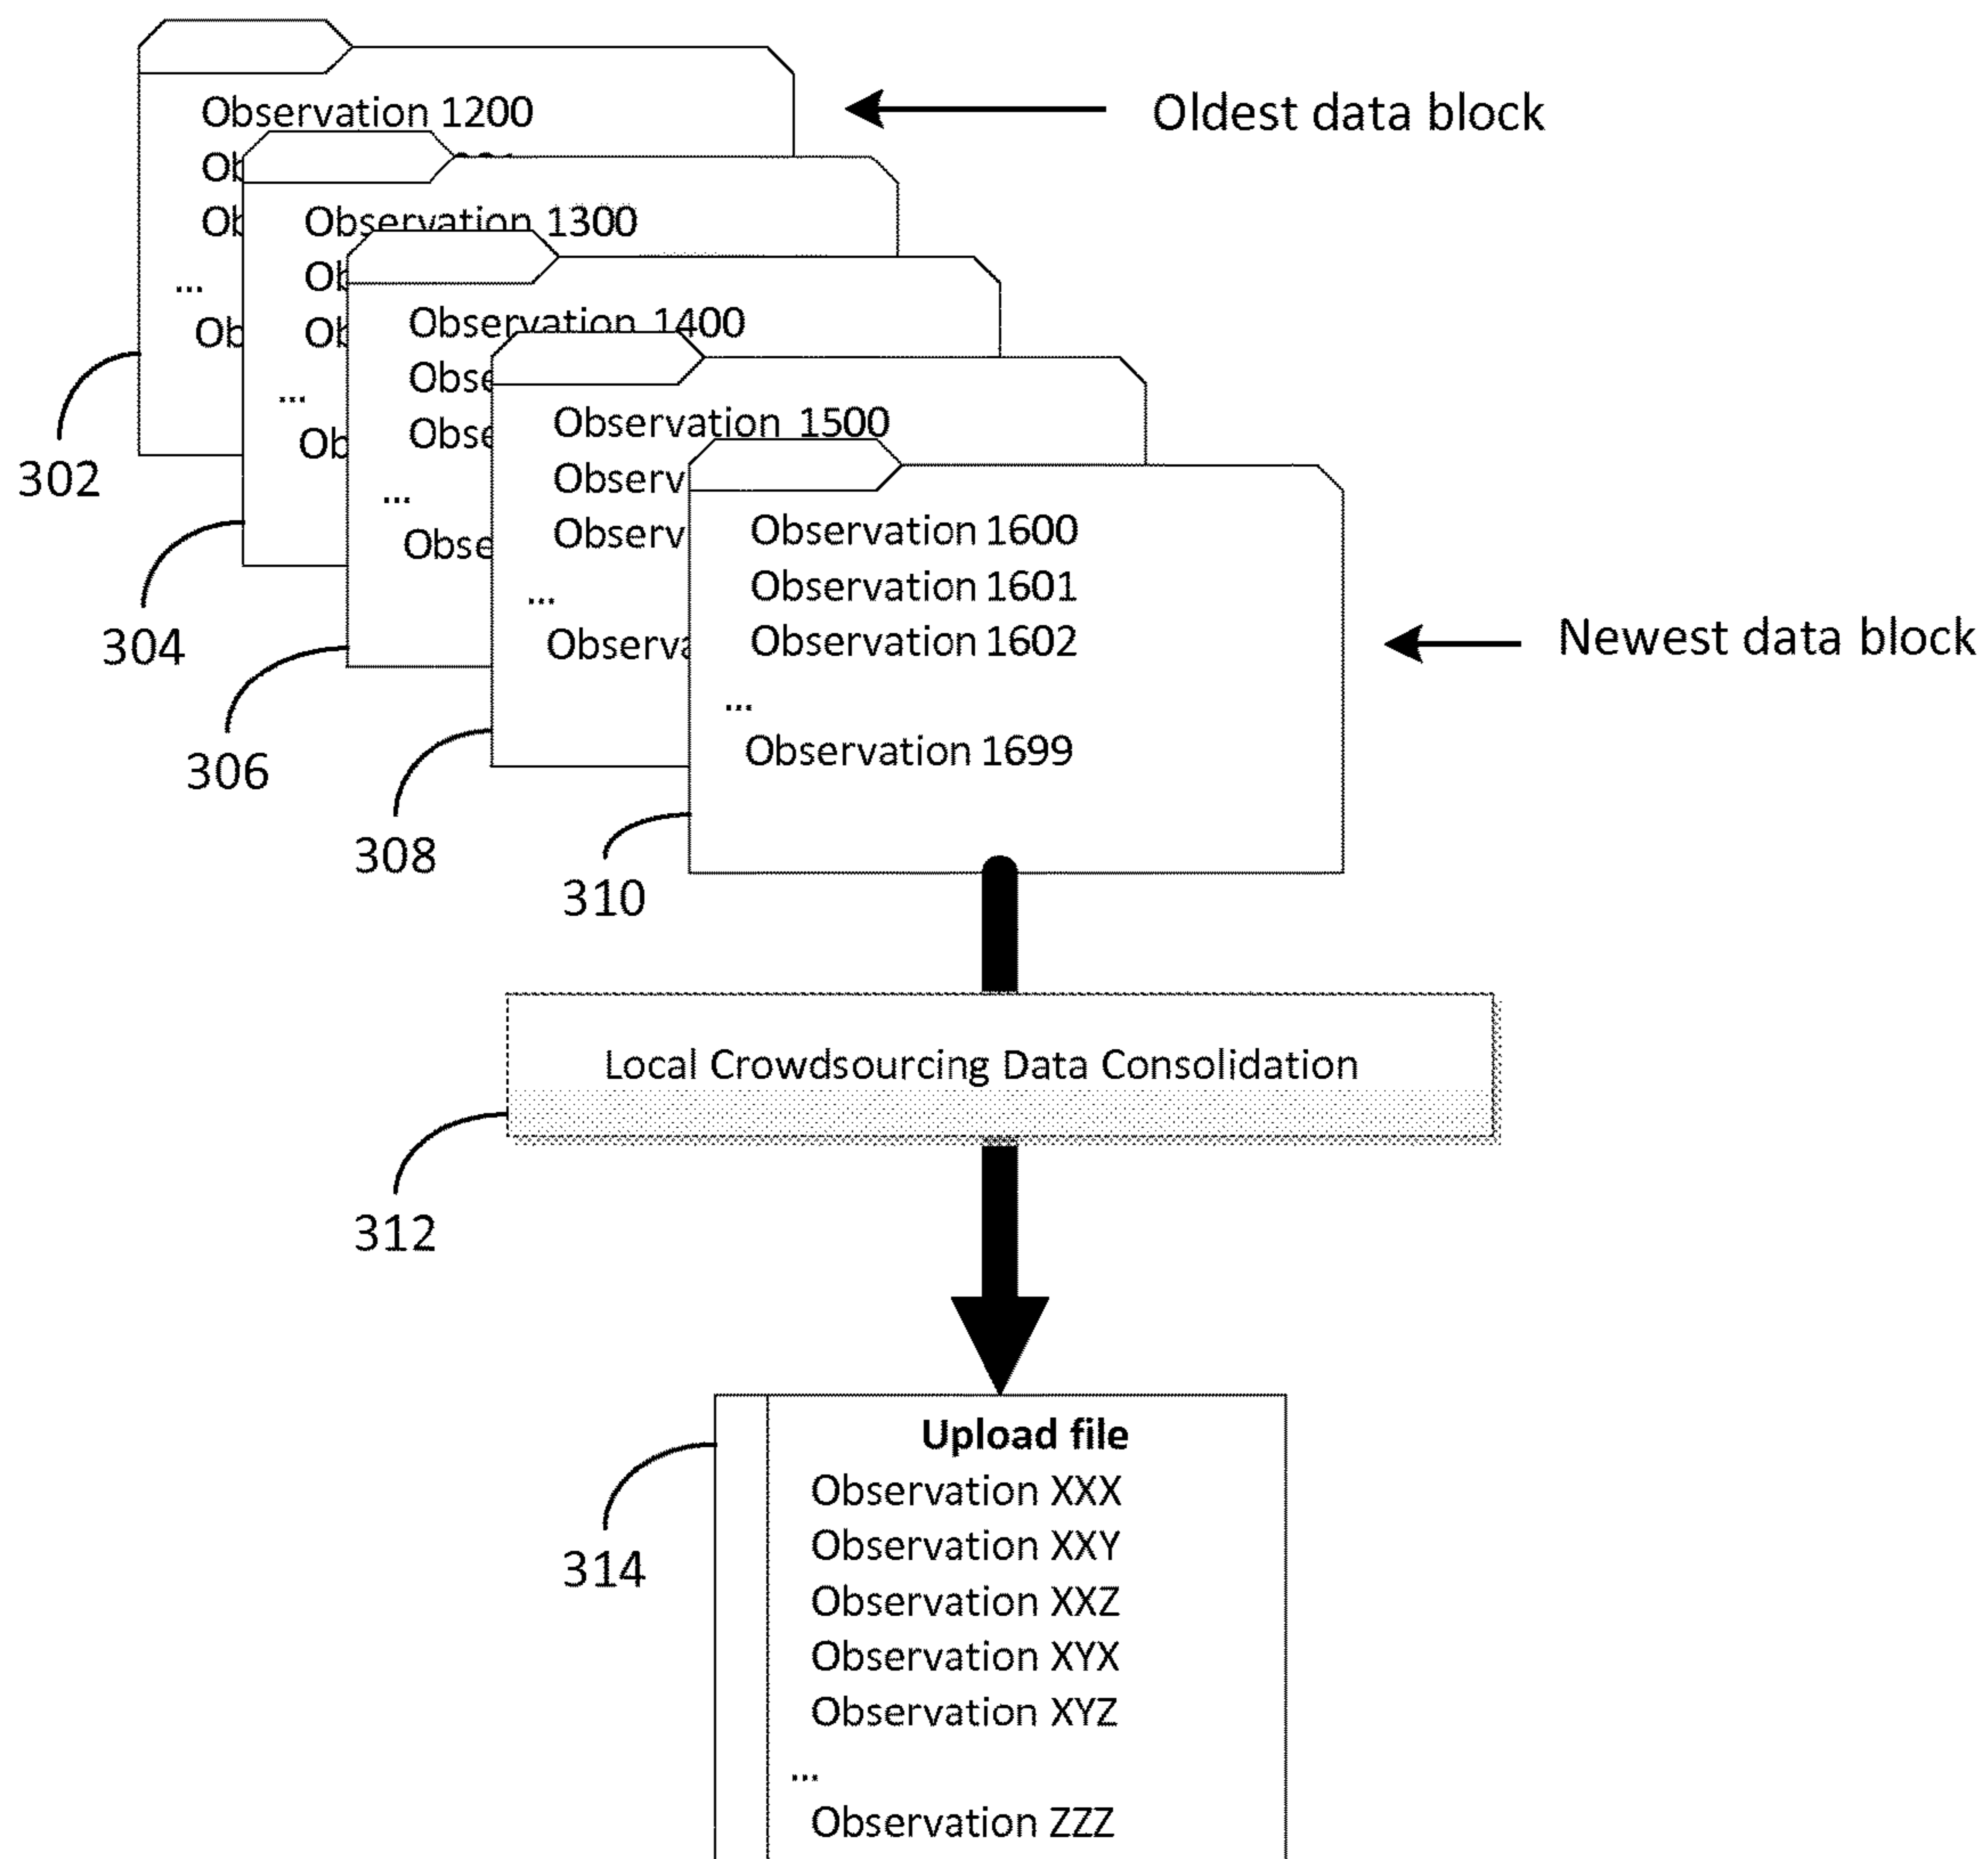 Observation 1200
Oldest data block
Ob
Ob
...
Ob
302
Observation 1300
Ob
Ob
...
Ob
304
Observation 1400
Obse
Obse
...
Obse
306
Observation 1500
Observ
Observ
...
Observa
308
Observation 1600
Observation 1601
Observation 1602
...
Observation 1699
Newest data block
310
Local Crowdsourcing Data Consolidation
312
Upload file
Observation XXX
Observation XXY
Observation XXZ
Observation XYX
Observation XYZ
...
Observation ZZZ
314